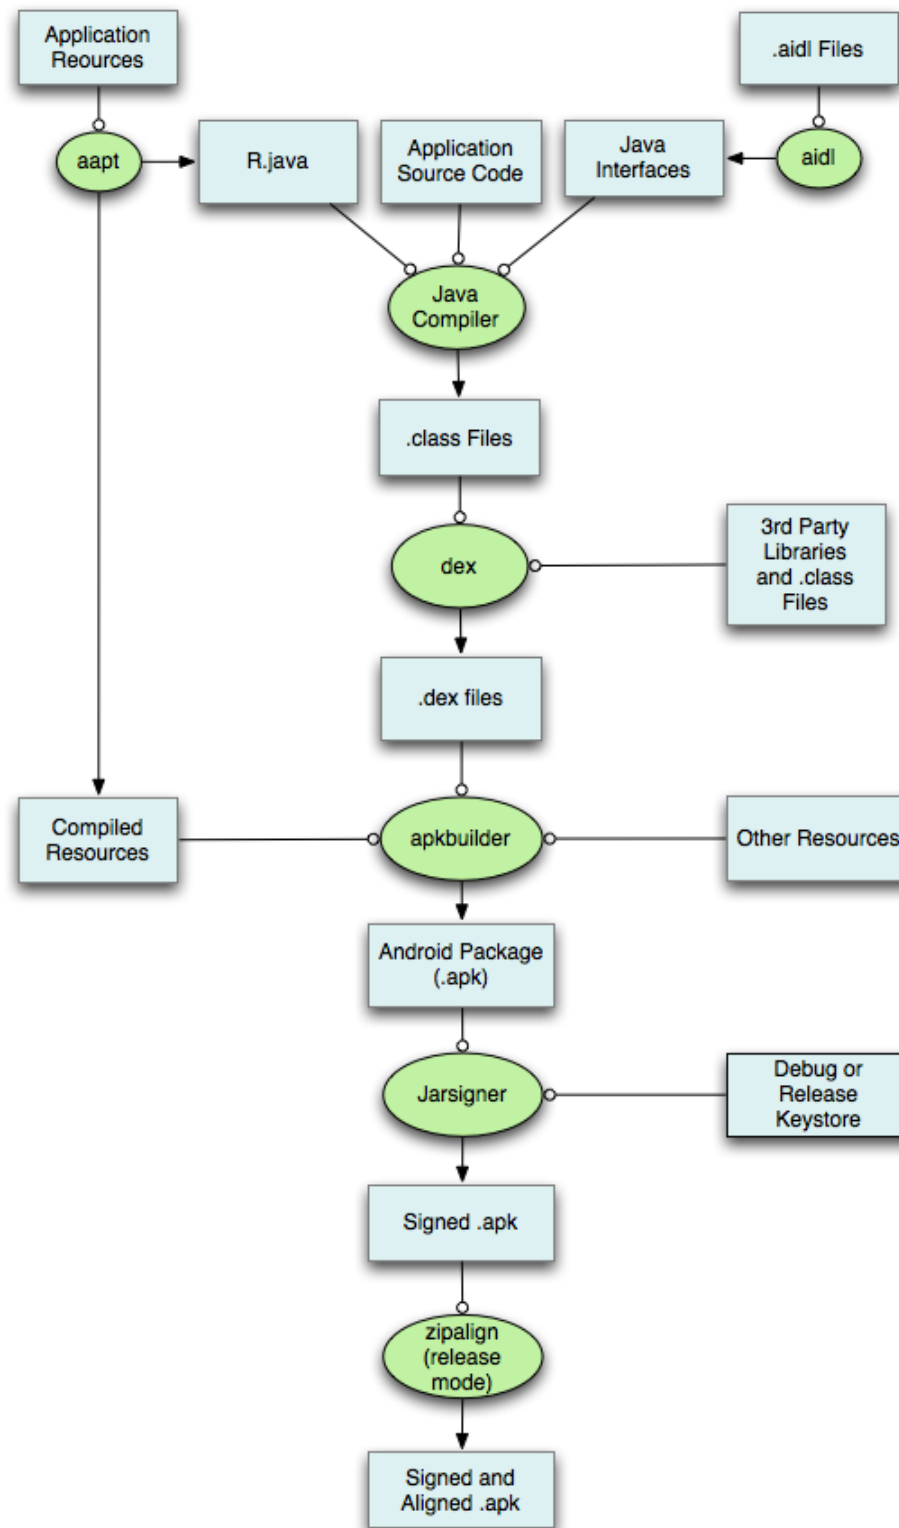 Application
Reources
.aidl Files
aapt
R.java
Application
Source Code
Java
Interfaces
aidl
Java
Compiler
.class Files
dex
3rd Party
Libraries
and .class
Files
.dex files
Compiled
Resources
apkbuilder
Other Resources
Android Package
(.apk)
Jarsigner
Debug or
Release
Keystore
Signed .apk
zipalign
(release
mode)
Signed and
Aligned .apk